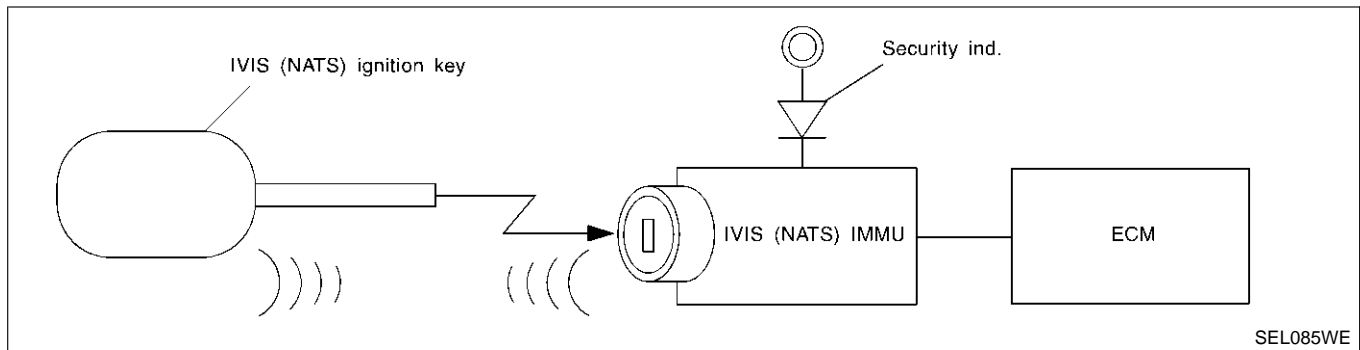 IVIS (NATS) ignition key
Security ind.
IVIS (NATS) IMMU
ECM
SEL085WE